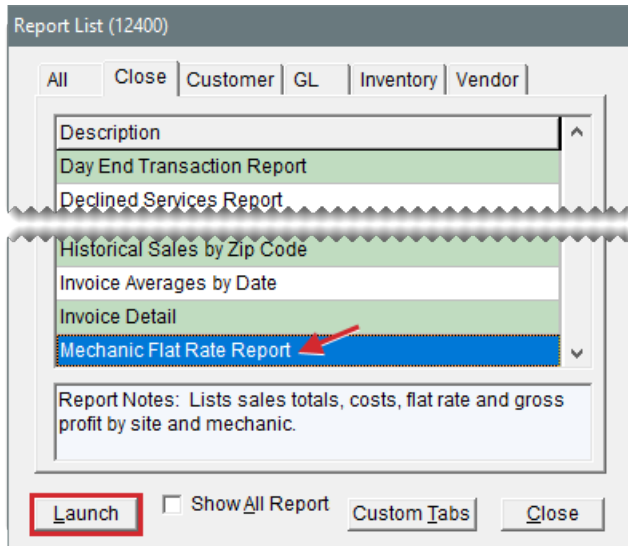 Report List (12400)
All Close Customer GL Inventory Vendor
Description
Day End Transaction Report
Declined Services Report
Historical Sales by Zip Code
Invoice Averages by Date
Invoice Detail
Mechanic Flat Rate Report
Report Notes: Lists sales totals, costs, flat rate and gross
profit by site and mechanic.
Launch Show All Report Custom Tabs Close